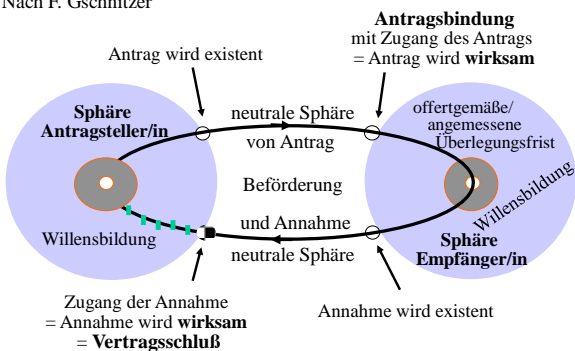 Nach F. Gschnitzer
Antragsbindung
mit Zugang des Antrags
= Antrag wird wirksam
Antrag wird existent
Sphäre
Antragsteller/in
neutrale Sphäre
von Antrag
offertgemäße/
angemessene
Überlegungsfrist
Beförderung
Willensbildung
Willensbildung
und Annahme
neutrale Sphäre
Sphäre
Empfänger/in
Zugang der Annahme
= Annahme wird wirksam
= Vertragsschluß
Annahme wird existent